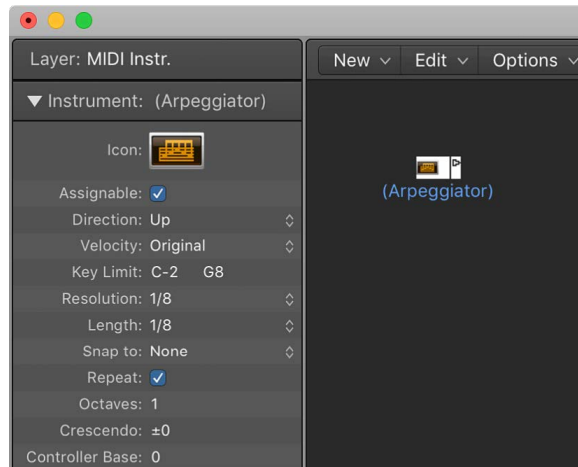 Layer: MIDI Instr.
New Edit Options
Instrument: (Arpeggiator)
Icon:
(Arpeggiator)
Assignable:
Direction: Up
Velocity: Original
Key Limit: C-2 G8
Resolution: 1/8
Length: 1/8
Snap to: None
Repeat:
Octaves: 1
Crescendo: ±0
Controller Base: 0